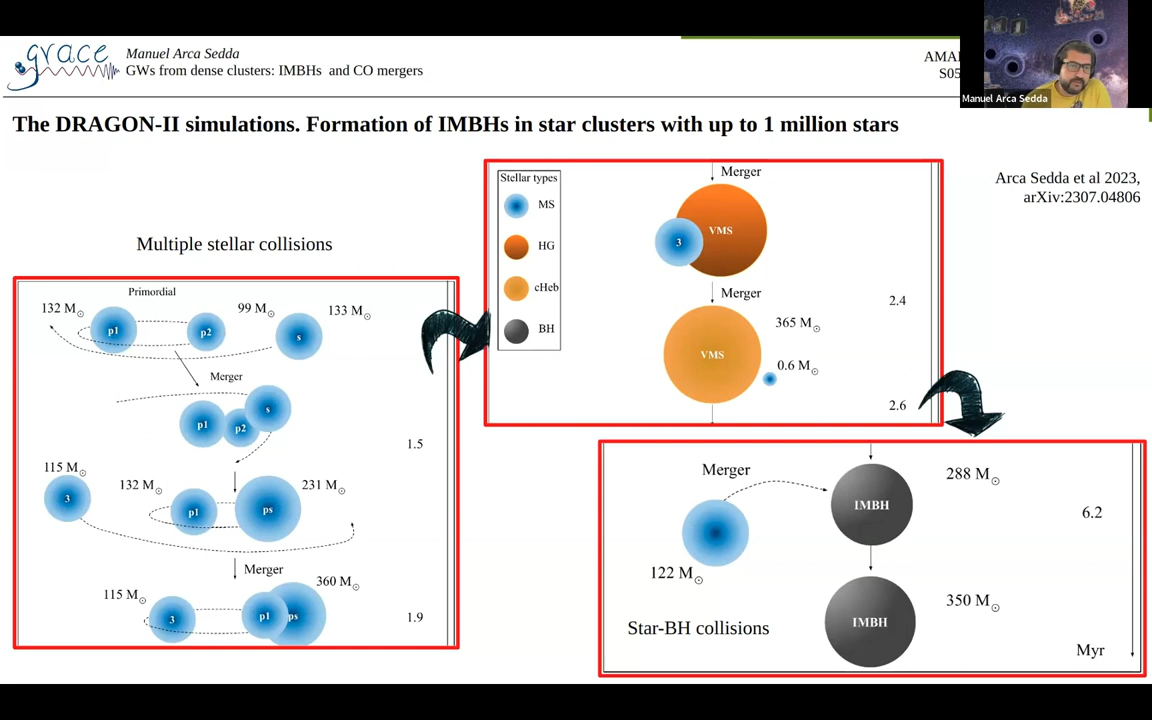 grace
Manuel Arca Sedda
GWs from dense clusters: IMBHs and CO mergers
S05
Manuel Arca Sedda
The DRAGON-II simulations. Formation of IMBHs in star clusters with up to 1 million stars
Arca Sedda et al 2023,
arXiv:2307.04806
Multiple stellar collisions
Primordial
132 M☉
99 M☉
133 M☉
p1
p2
s
Merger
p1
p2
s
1.5
115 M☉
132 M☉
231 M☉
3
p1
ps
Merger
360 M☉
115 M☉
3
p1
ps
1.9
Stellar types
MS
HG
cHeb
BH
Merger
3
VMS
Merger
2.4
365 M☉
VMS
0.6 M☉
2.6
Merger
288 M☉
IMBH
6.2
122 M☉
350 M☉
IMBH
Star-BH collisions
Myr